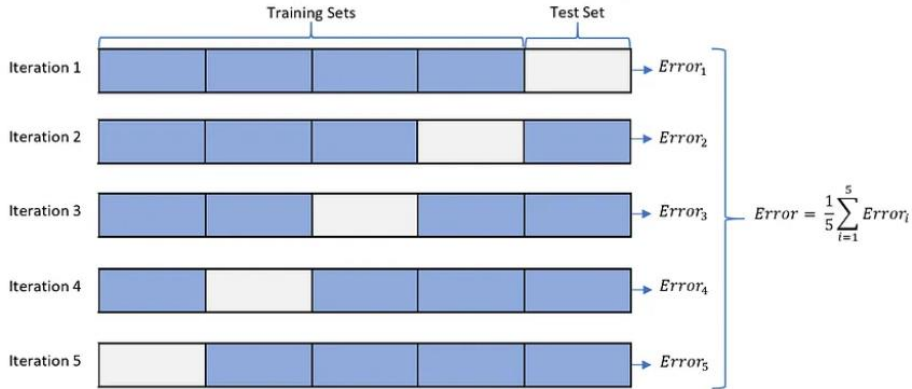 Training Sets Test Set
Iteration 1 Error₁
Iteration 2 Error₂
Iteration 3 Error₃
Error = 1/5 ∑_{i=1}^{5} Error_i
Iteration 4 Error₄
Iteration 5 Error₅